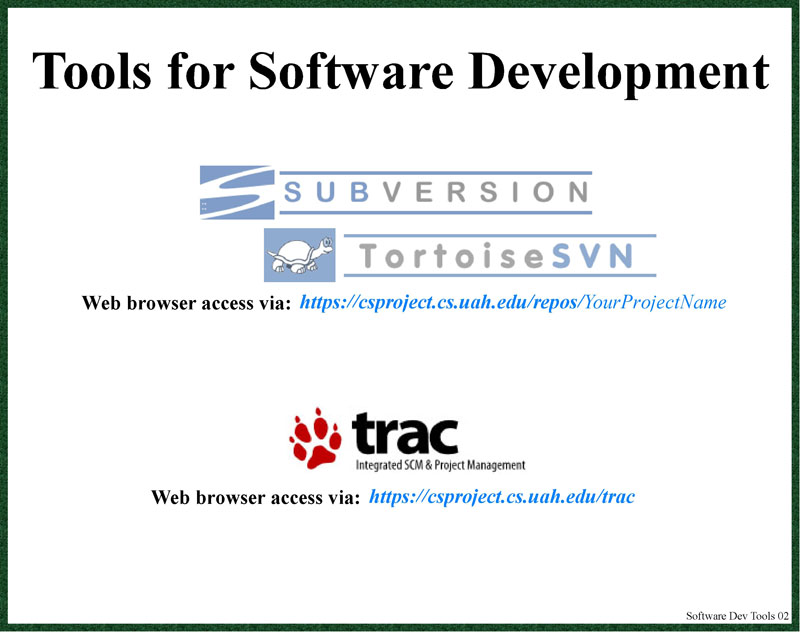 Tools for Software Development
SUBVERSION
TortoiseSVN
Web browser access via: https://csproject.cs.uah.edu/repos/YourProjectName
trac
Integrated SCM & Project Management
Web browser access via: https://csproject.cs.uah.edu/trac
Software Dev Tools 02